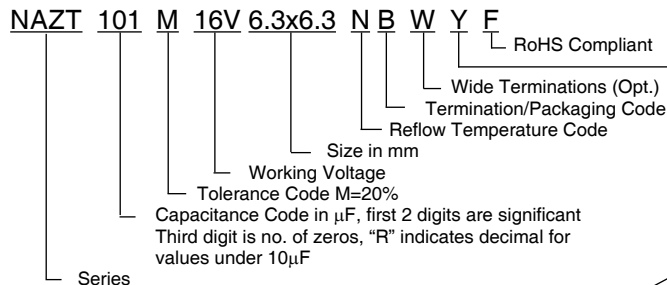 NAZT 101 M 16V 6.3x6.3 N B W Y F
RoHS Compliant
Wide Terminations (Opt.)
Termination/Packaging Code
Reflow Temperature Code
Size in mm
Working Voltage
Tolerance Code M=20%
Capacitance Code in μF, first 2 digits are significant
Third digit is no. of zeros, “R” indicates decimal for
values under 10μF
Series